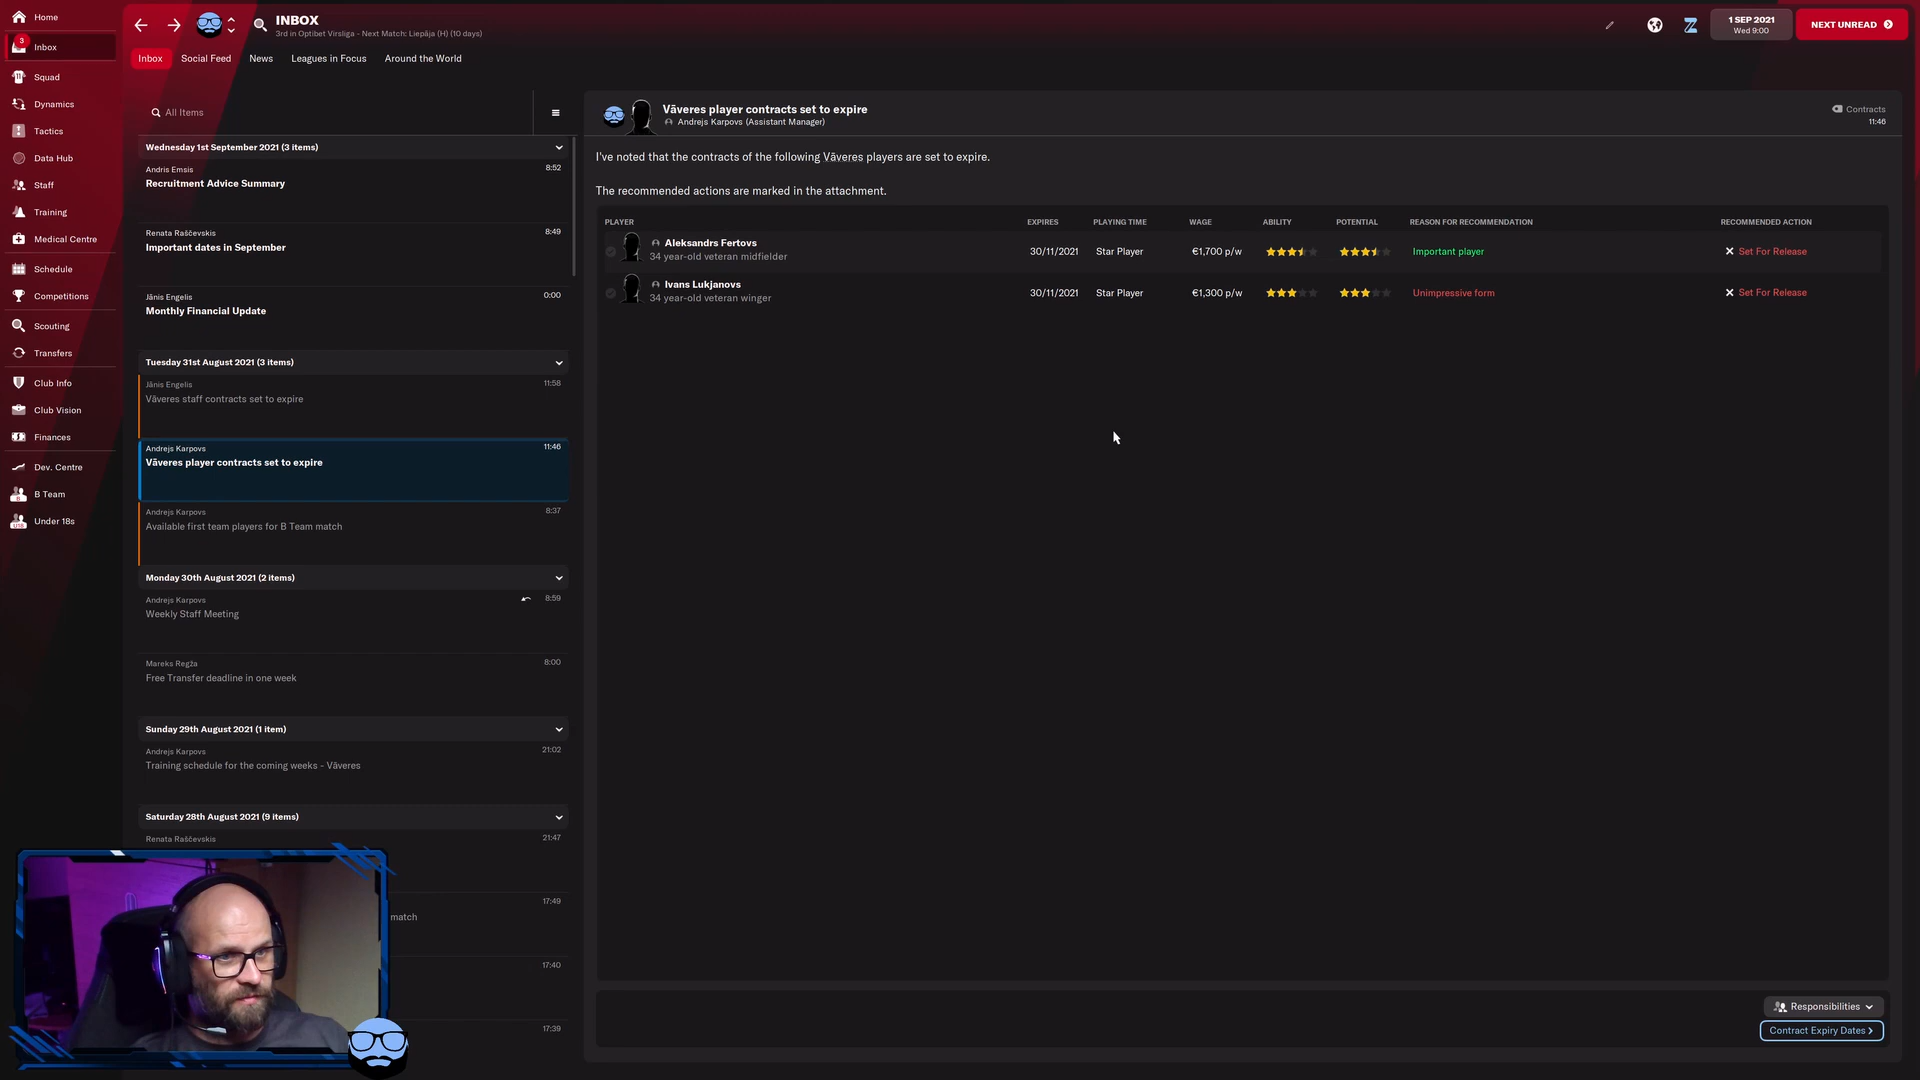 Home
3
Inbox
Squad
Dynamics
Tactics
Data Hub
Staff
Training
Medical Centre
Schedule
Competitions
Scouting
Transfers
Club Info
Club Vision
Finances
Dev. Centre
B Team
Under 18s
INBOX
3rd in Optibet Virsliga - Next Match: Liepāja (H) (10 days)
1 SEP 2021
Wed 9:00
NEXT UNREAD
Inbox Social Feed News Leagues in Focus Around the World
All Items
Wednesday 1st September 2021 (3 items)
Andris Emsis 8:52
Recruitment Advice Summary
Renata Raščevskis 8:49
Important dates in September
Jānis Engelis 0:00
Monthly Financial Update
Tuesday 31st August 2021 (3 items)
Jānis Engelis 11:58
Vāveres staff contracts set to expire
Andrejs Karpovs 11:46
Vāveres player contracts set to expire
Andrejs Karpovs 8:37
Available first team players for B Team match
Monday 30th August 2021 (2 items)
Andrejs Karpovs 8:59
Weekly Staff Meeting
Mareks Regža 8:00
Free Transfer deadline in one week
Sunday 29th August 2021 (1 item)
Andrejs Karpovs 21:02
Training schedule for the coming weeks - Vāveres
Saturday 28th August 2021 (9 items)
Renata Raščevskis 21:47
17:49
match
17:40
17:39
Vāveres player contracts set to expire
Andrejs Karpovs (Assistant Manager)
Contracts
11:46
I've noted that the contracts of the following Vāveres players are set to expire.
The recommended actions are marked in the attachment.
PLAYER EXPIRES PLAYING TIME WAGE ABILITY POTENTIAL REASON FOR RECOMMENDATION RECOMMENDED ACTION
Aleksandrs Fertovs
34 year-old veteran midfielder
30/11/2021 Star Player €1,700 p/w Important player Set For Release
Ivans Lukjanovs
34 year-old veteran winger
30/11/2021 Star Player €1,300 p/w Unimpressive form Set For Release
Responsibilities
Contract Expiry Dates